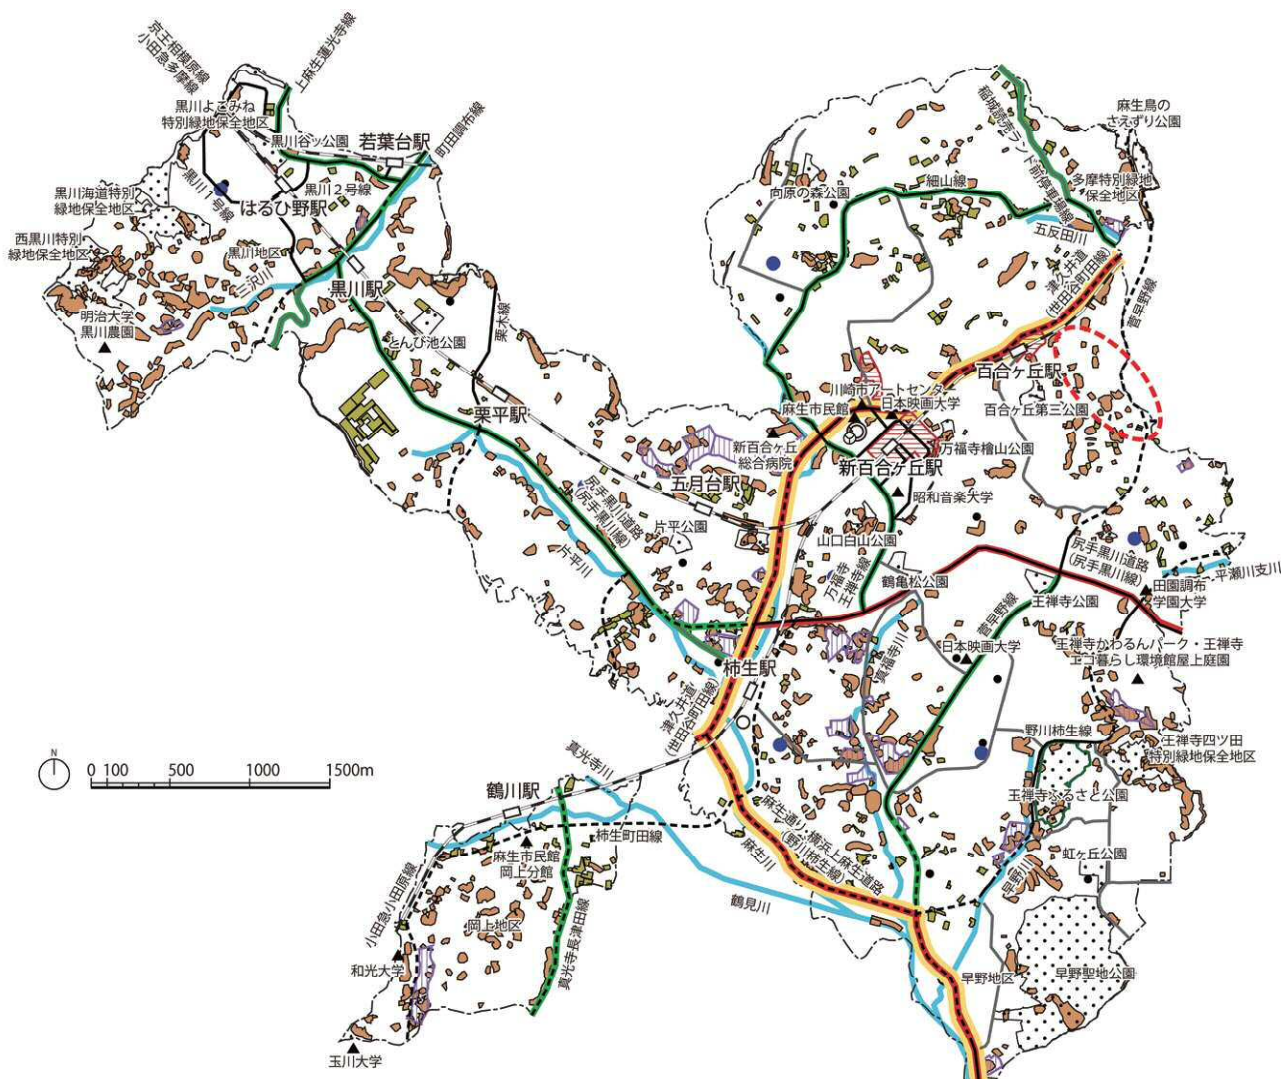 京王相模原線
小田急多摩線
上麻生蓮光寺線
黒川よこみね
特別緑地保全地区
黒川谷ッ公園
若葉台駅
町田調布線
黒川海道特別
緑地保全地区
黒川1号線
黒川2号線
はるひ野駅
西黒川特別
緑地保全地区
黒川地区
三沢川
黒川駅
明治大学
黒川農園
とんび池公園
栗木線
栗平駅
稲城読売ランド前停車場線
麻生鳥の
さえずり公園
細山線
向原の森公園
多摩特別緑地
保全地区
五反田川
津久井道
(世田谷町田線)
菅早野線
百合ヶ丘駅
川崎市アートセンター
麻生市民館
日本映画大学
百合ヶ丘第三公園
新百合ヶ丘
総合病院
万福寺檜山公園
新百合ヶ丘駅
五月台駅
昭和音楽大学
尻手黒川道路
(尻手黒川線)
片平公園
山口白山公園
片平川
万福寺
王禅寺線
鶴亀松公園
尻手黒川道路
(尻手黒川線)
平瀬川支川
田園調布
学園大学
王禅寺公園
菅早野線
真福寺川
日本映画大学
王禅寺かわるんパーク・王禅寺
エコ暮らし環境館屋上庭園
柿生駅
津久井道
(世田谷町田線)
野川柿生線
王禅寺四ツ田
特別緑地保全地区
N
0 100 500 1000 1500m
真光寺川
鶴川駅
王禅寺ふるさと公園
柿生町田線
麻生通り・横浜上麻生道路
(野川柿生線)
麻生川
虹ヶ丘公園
麻生市民館
岡上分館
早野川
小田急小田原線
鶴見川
岡上地区
真光寺長津田線
和光大学
早野地区
早野聖地公園
玉川大学